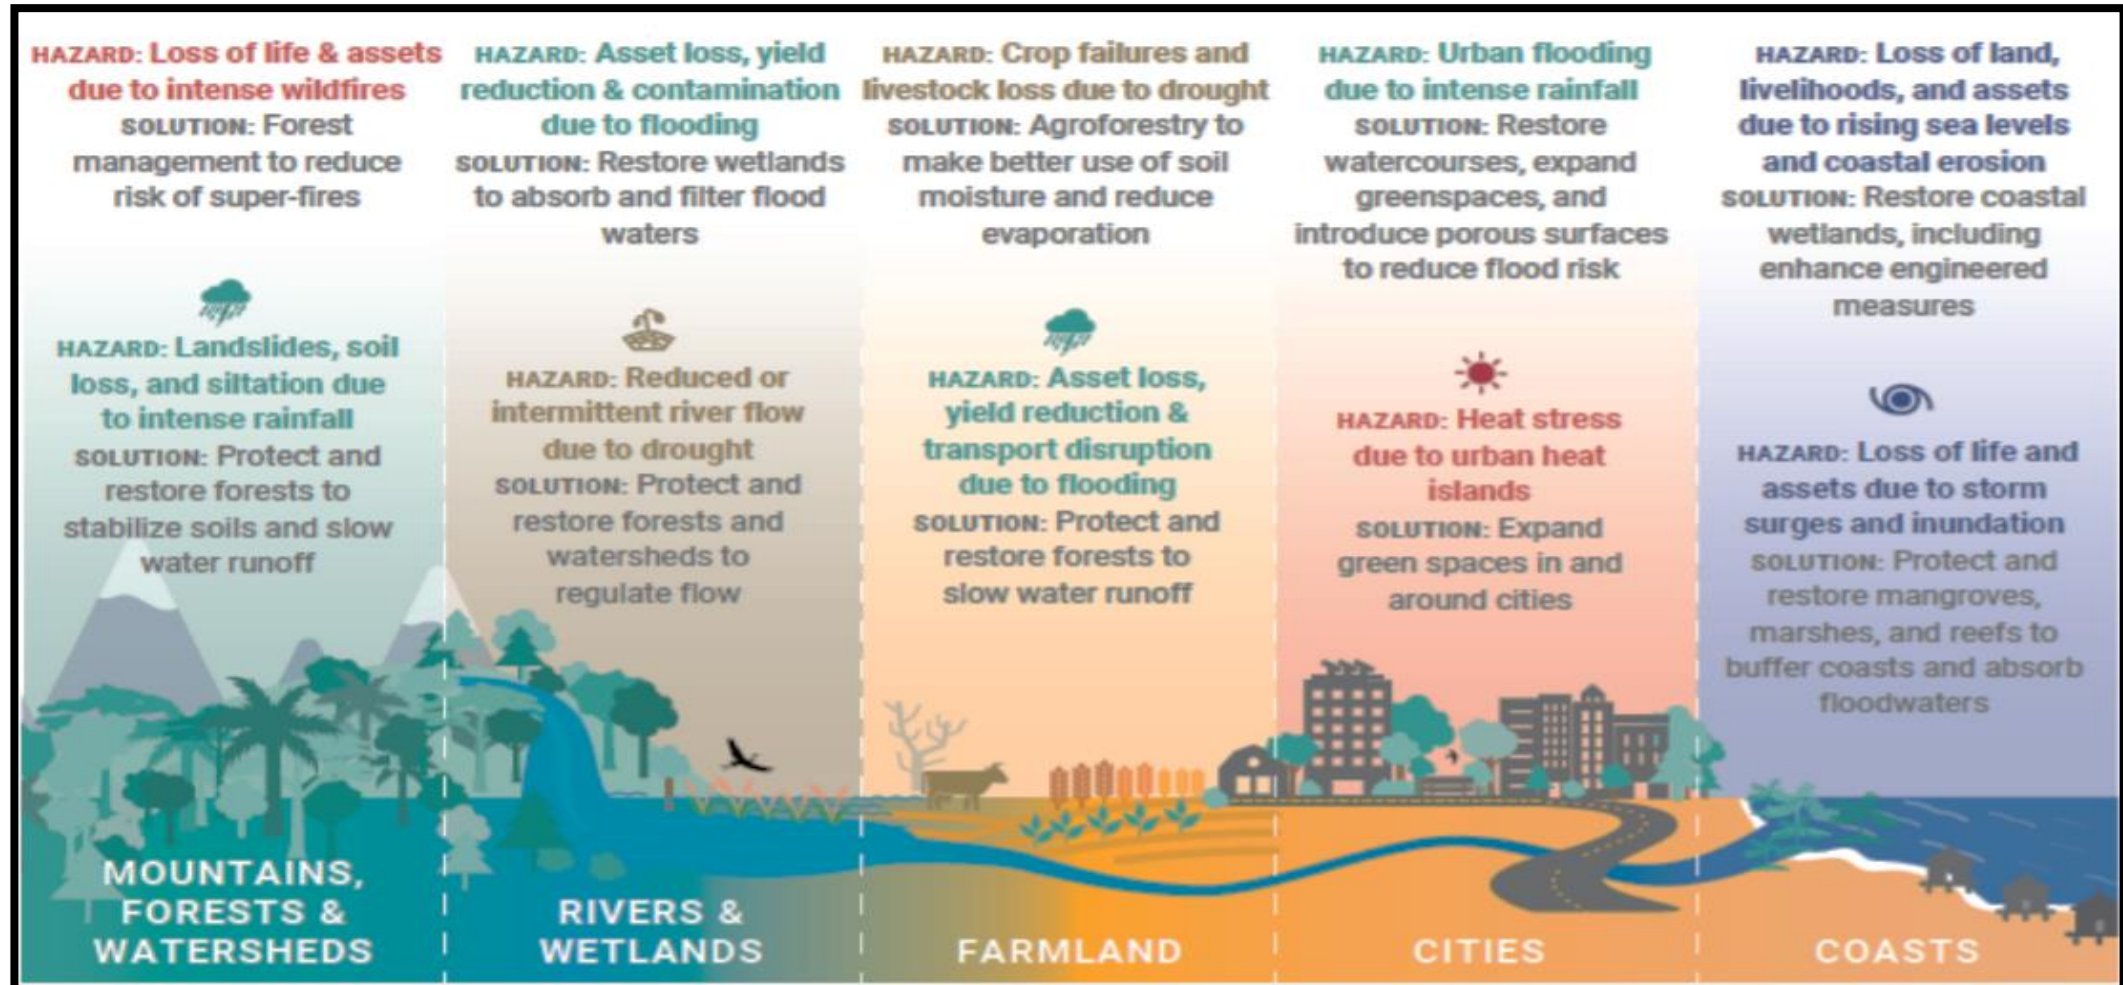 HAZARD: Loss of life & assets
due to intense wildfires
SOLUTION: Forest
management to reduce
risk of super-fires
HAZARD: Landslides, soil
loss, and siltation due
to intense rainfall
SOLUTION: Protect and
restore forests to
stabilize soils and slow
water runoff
MOUNTAINS,
FORESTS &
WATERSHEDS
HAZARD: Asset loss, yield
reduction & contamination
due to flooding
SOLUTION: Restore wetlands
to absorb and filter flood
waters
HAZARD: Reduced or
intermittent river flow
due to drought
SOLUTION: Protect and
restore forests and
watersheds to
regulate flow
RIVERS &
WETLANDS
HAZARD: Crop failures and
livestock loss due to drought
SOLUTION: Agroforestry to
make better use of soil
moisture and reduce
evaporation
HAZARD: Asset loss,
yield reduction &
transport disruption
due to flooding
SOLUTION: Protect and
restore forests to
slow water runoff
FARMLAND
HAZARD: Urban flooding
due to intense rainfall
SOLUTION: Restore
watercourses, expand
greenspaces, and
introduce porous surfaces
to reduce flood risk
HAZARD: Heat stress
due to urban heat
islands
SOLUTION: Expand
green spaces in and
around cities
CITIES
HAZARD: Loss of land,
livelihoods, and assets
due to rising sea levels
and coastal erosion
SOLUTION: Restore coastal
wetlands, including
enhance engineered
measures
HAZARD: Loss of life and
assets due to storm
surges and inundation
SOLUTION: Protect and
restore mangroves,
marshes, and reefs to
buffer coasts and absorb
floodwaters
COASTS